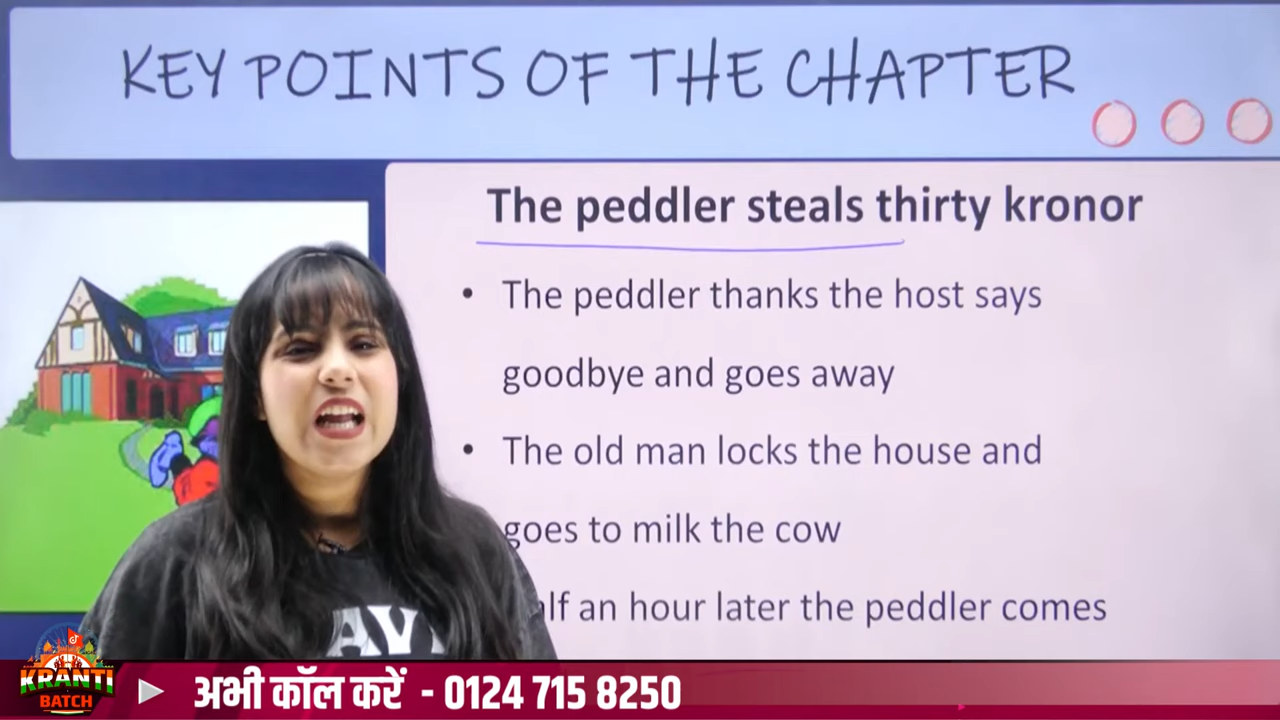 KEY POINTS OF THE CHAPTER
The peddler steals thirty kronor
• The peddler thanks the host says
goodbye and goes away
• The old man locks the house and
goes to milk the cow
an hour later the peddler comes
KRANTI
BATCH
अभी कॉल करें - 0124 715 8250